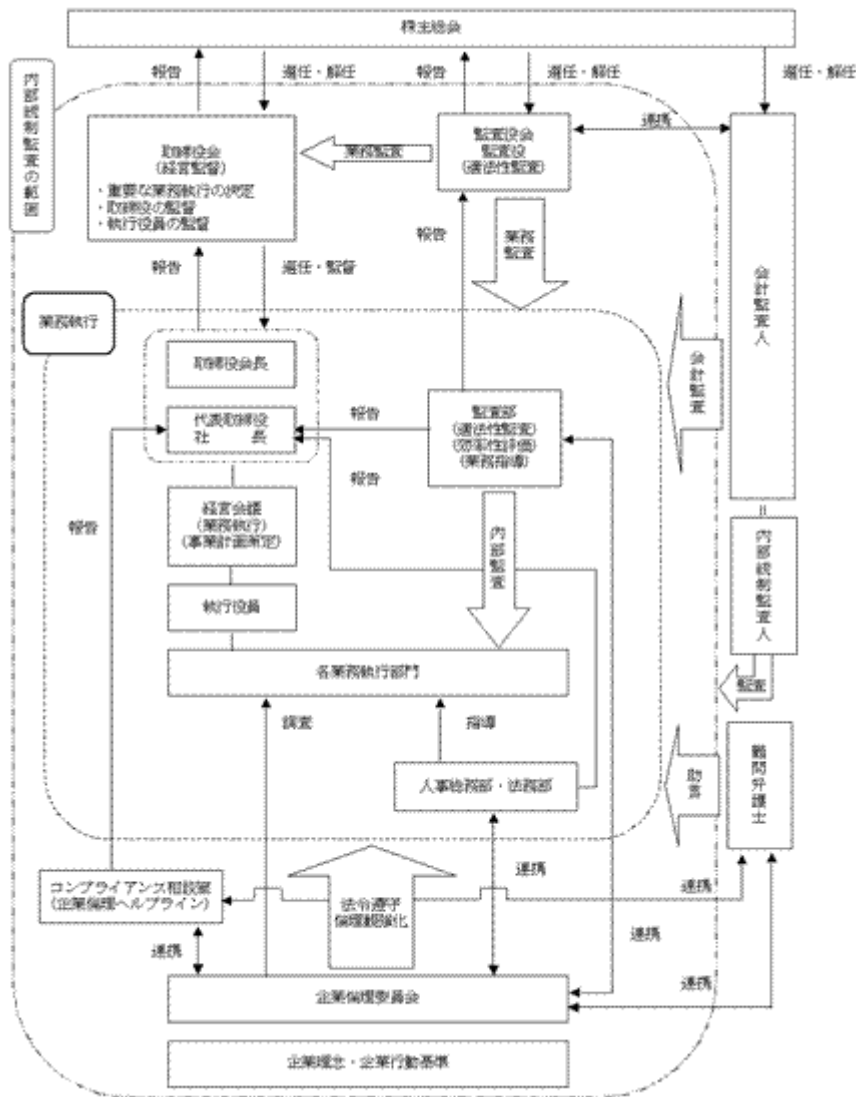 株主総会
報告
選任・解任
報告
選任・解任
選任・解任
内部統制監査の範囲
取締役会
(経営監督)
・重要な業務執行の決定
・取締役の監督
・執行役員の監督
業務監査
監査役会
監査役
(適法性監査)
連携
会計監査人
報告
選任・監督
報告
業務監査
業務執行
取締役会長
代表取締役
社長
報告
監査部
(適法性監査)
(効率性評価)
(業務指導)
会計監査
報告
報告
経営会議
(業務執行)
(事業計画策定)
内部監査
=
内部統制監査人
執行役員
各業務執行部門
監査
調査
指導
人事総務部・法務部
助言
顧問弁護士
コンプライアンス相談室
(企業倫理ヘルプライン)
法令遵守
倫理観強化
連携
連携
連携
連携
連携
企業倫理委員会
企業理念・企業行動基準